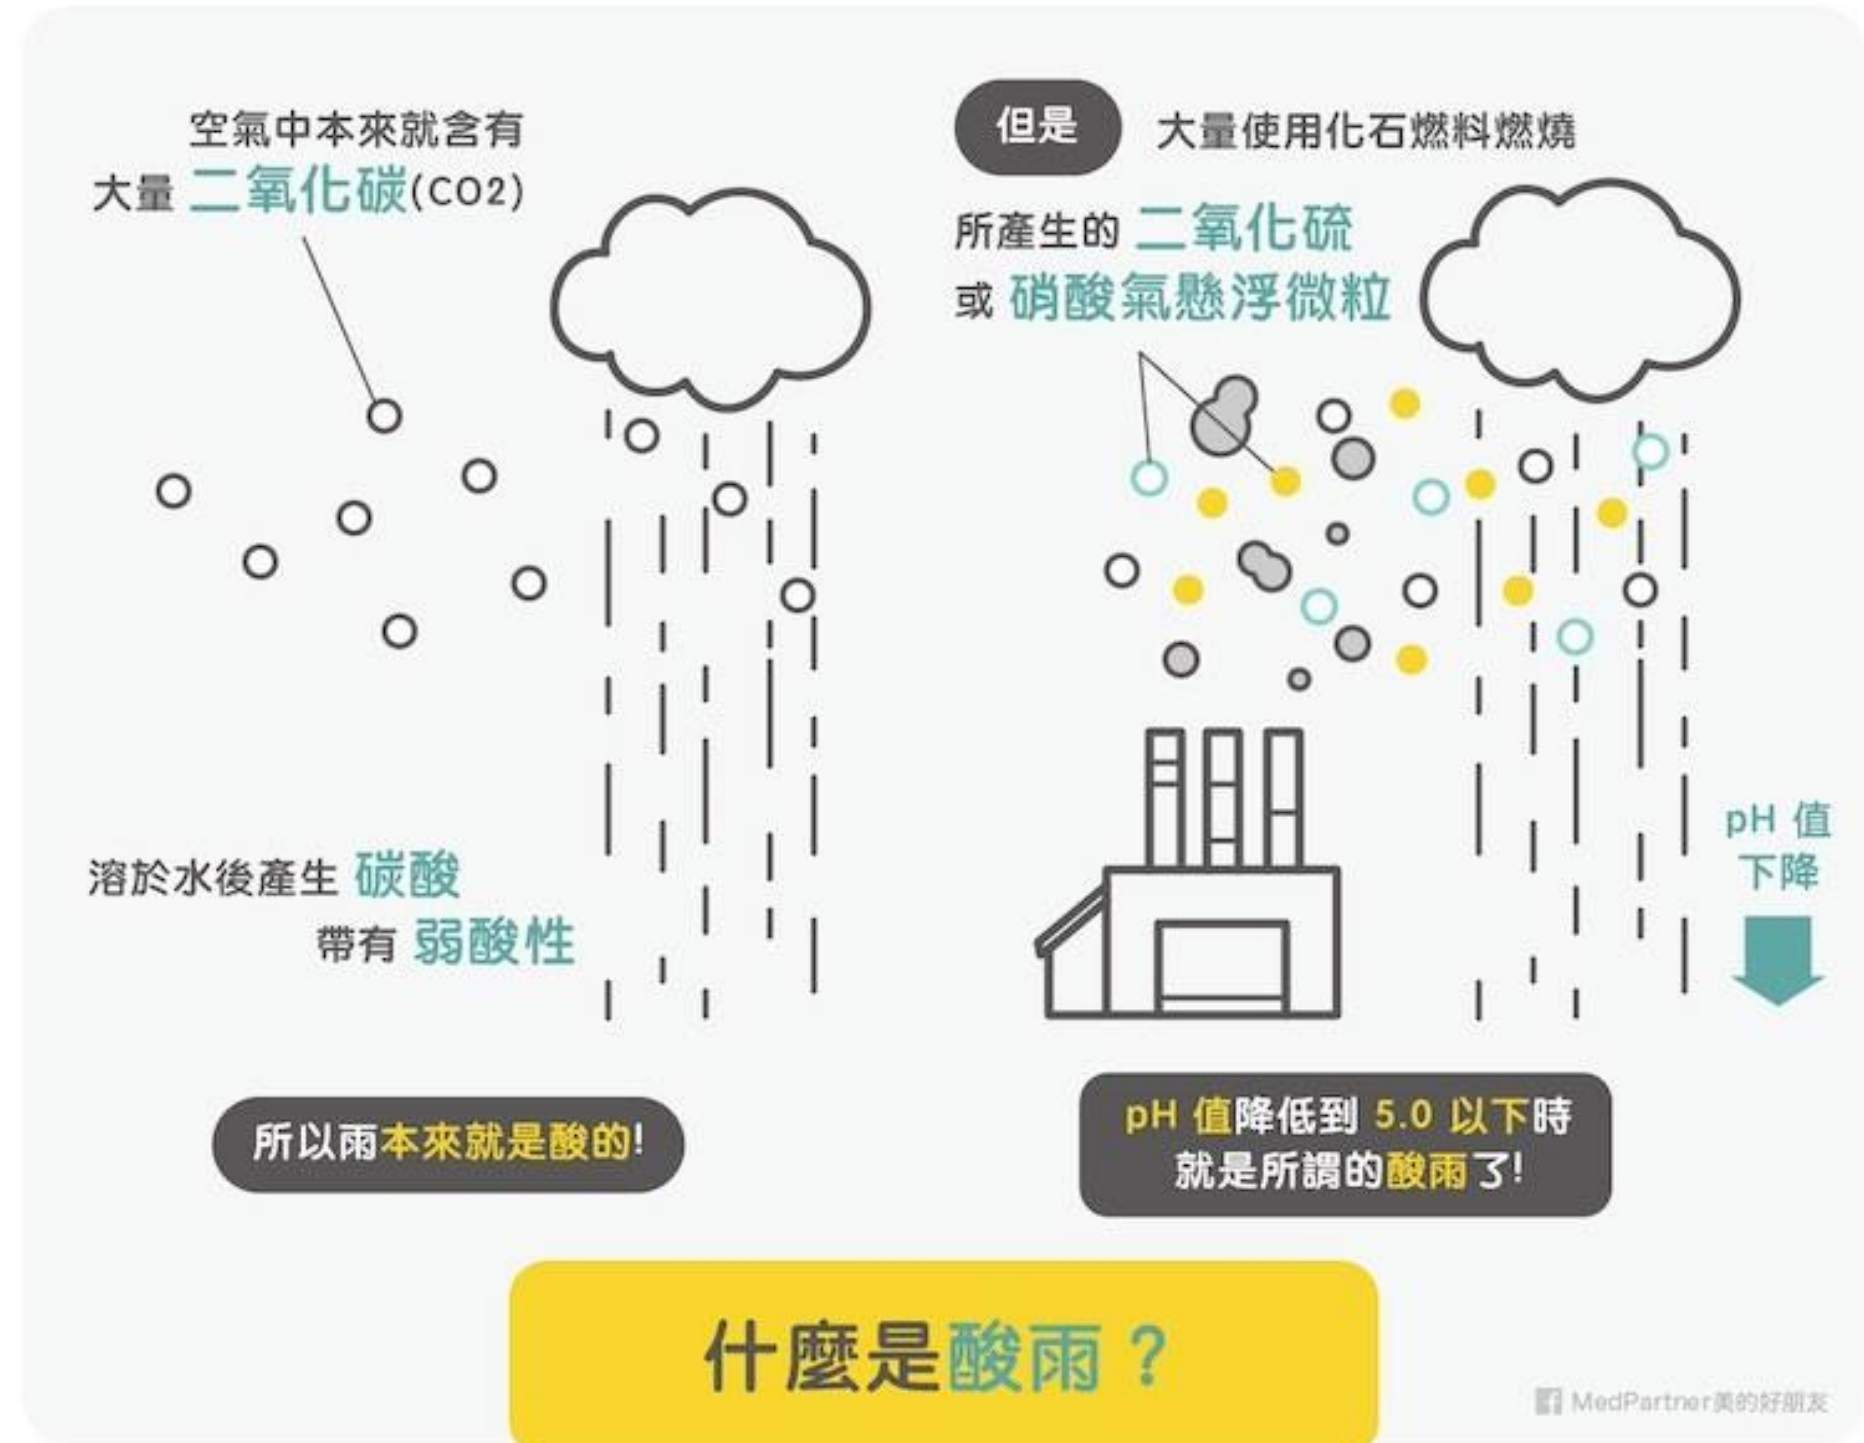 空氣中本來就含有
大量 二氧化碳(CO2)
溶於水後產生 碳酸
帶有 弱酸性
所以雨本來就是酸的!
但是 大量使用化石燃料燃燒
所產生的 二氧化硫
或 硝酸氣懸浮微粒
pH 值
下降
pH 值降低到 5.0 以下時
就是所謂的酸雨了!
什麼是酸雨？
MedPartner美的好朋友